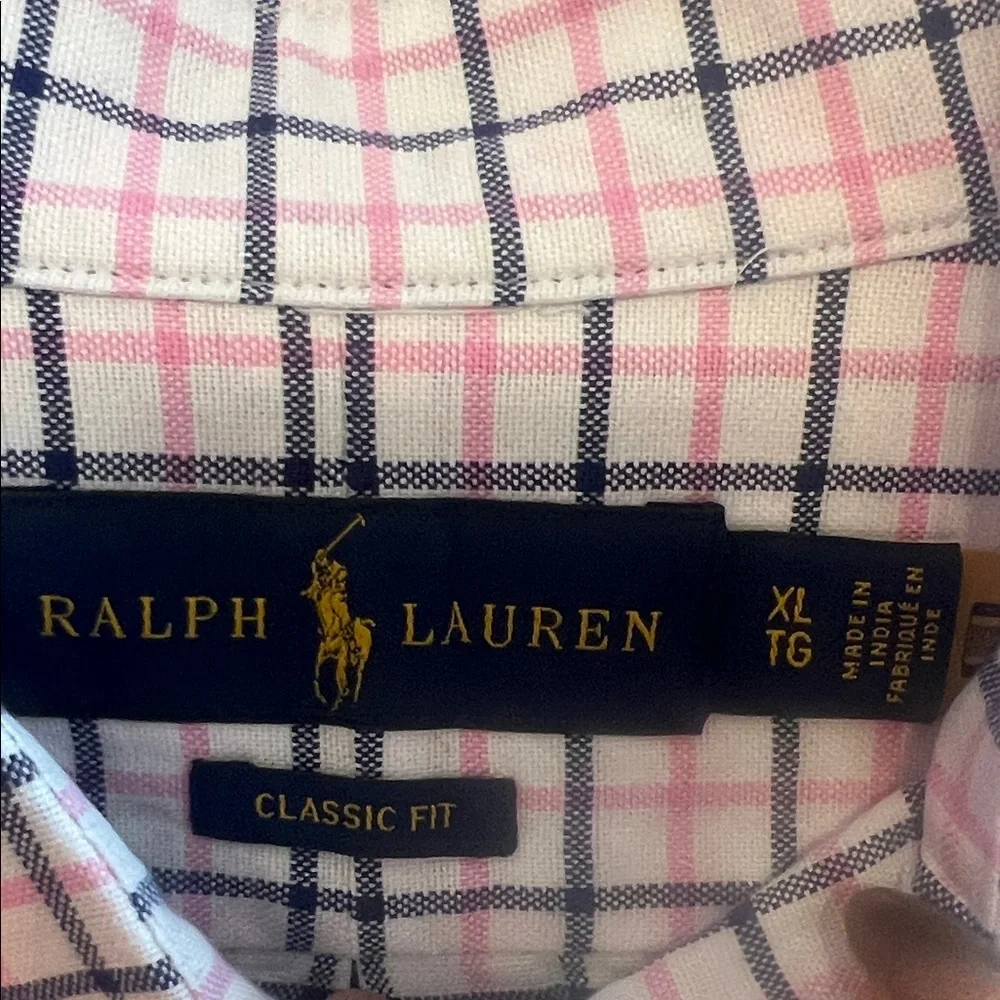 RALPH LAUREN
XL
TG
MADE IN
INDIA
FABRIQUÉ EN
INDE
CLASSIC FIT